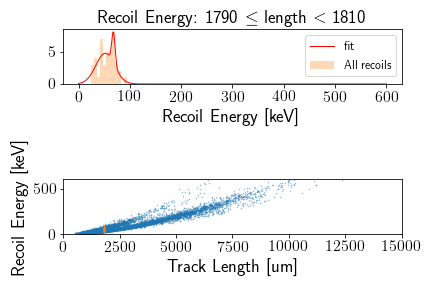 Recoil Energy: 1790 ≤ length < 1810
5
0
fit
All recoils
0 100 200 300 400 500 600
Recoil Energy [keV]
Recoil Energy [keV]
500
0
0 2500 5000 7500 10000 12500 15000
Track Length [um]